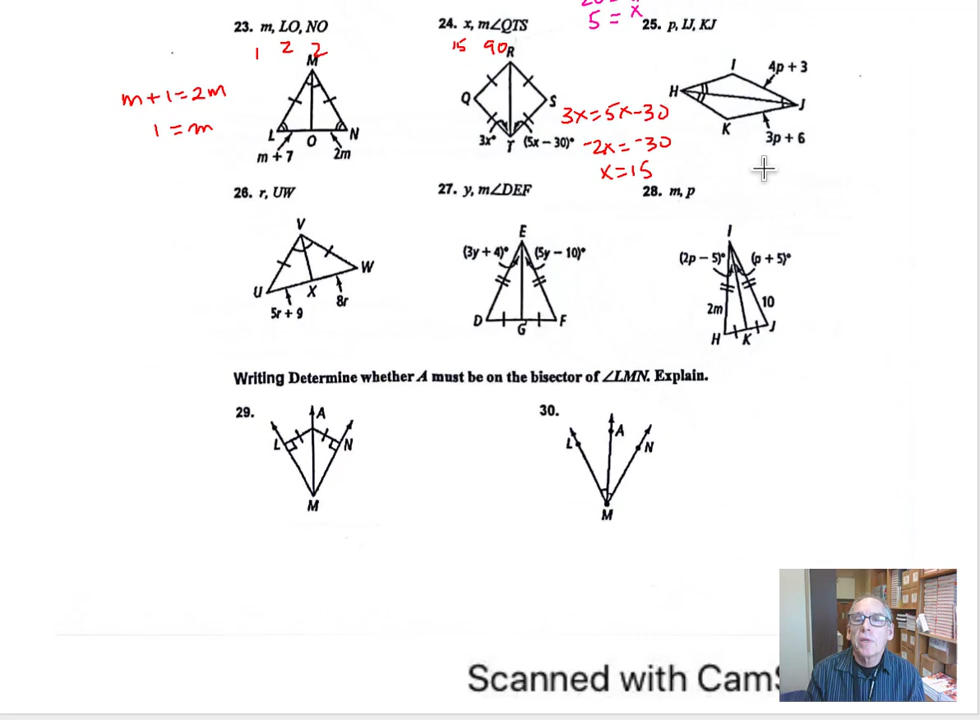 5 = x
23. m, LO, NO
1 2 2
M
m+1=2m
1 = m
L O N
m + 7 2m
24. x, m∠QTS
15 90
R
Q S
3x° T (5x – 30)°
3x=5x-30
-2x=-30
x=15
25. p, IJ, KJ
I 4p + 3
H J
K 3p + 6
26. r, UW
V
W
U X 8r
5r + 9
27. y, m∠DEF
E
(3y + 4)° (5y – 10)°
D G F
28. m, p
I
(2p – 5)° (p + 5)°
2m 10
H K J
Writing Determine whether A must be on the bisector of ∠LMN. Explain.
29.
A
L N
M
30.
A
L N
M
Scanned with CamS